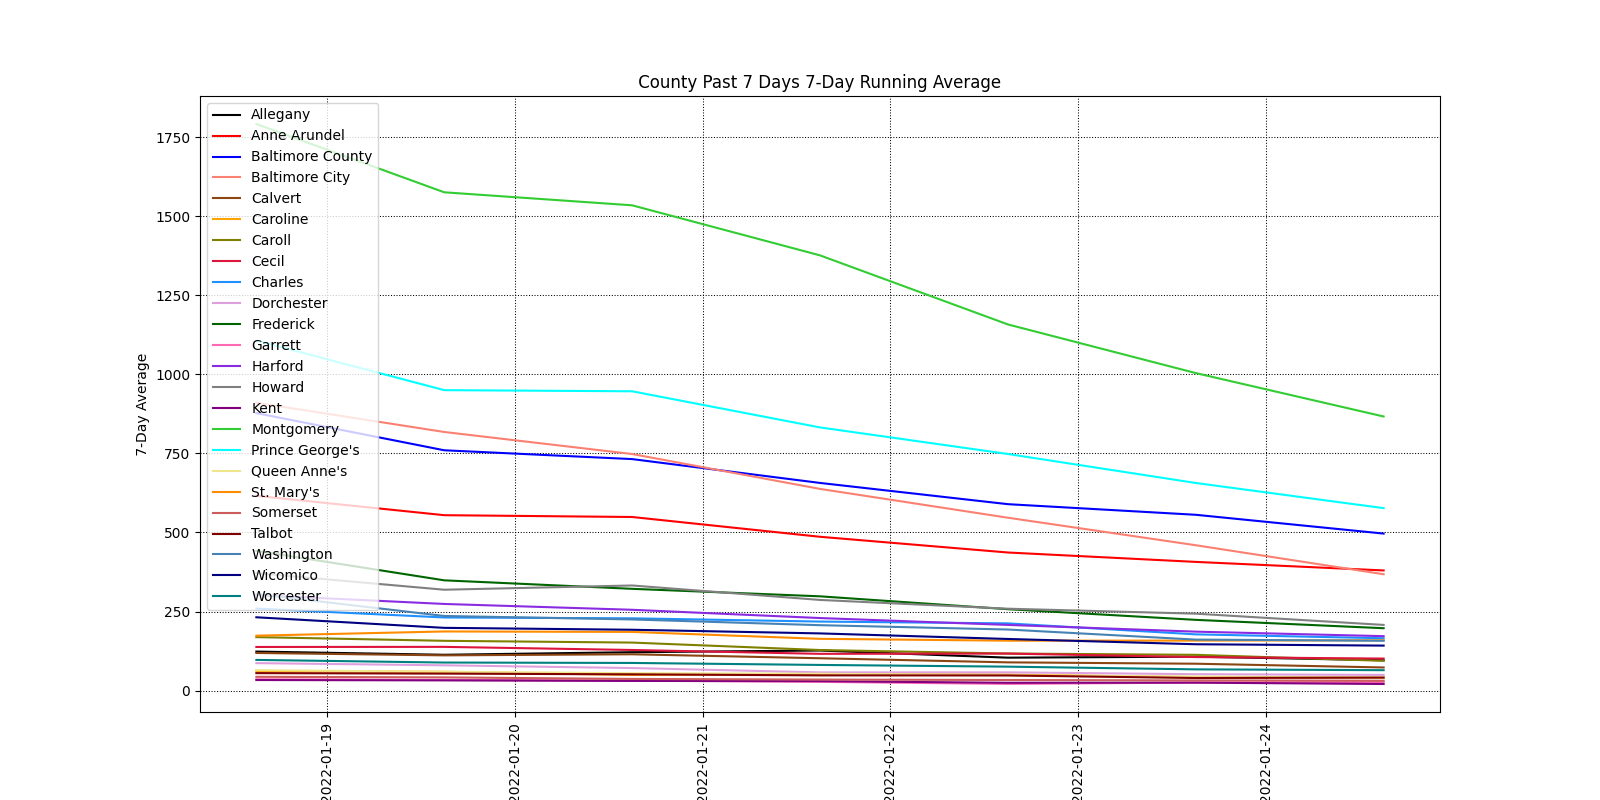 County Past 7 Days 7-Day Running Average
7-Day Average
1750
1500
1250
1000
750
500
250
0
Allegany
Anne Arundel
Baltimore County
Baltimore City
Calvert
Caroline
Caroll
Cecil
Charles
Dorchester
Frederick
Garrett
Harford
Howard
Kent
Montgomery
Prince George's
Queen Anne's
St. Mary's
Somerset
Talbot
Washington
Wicomico
Worcester
2022-01-19
2022-01-20
2022-01-21
2022-01-22
2022-01-23
2022-01-24